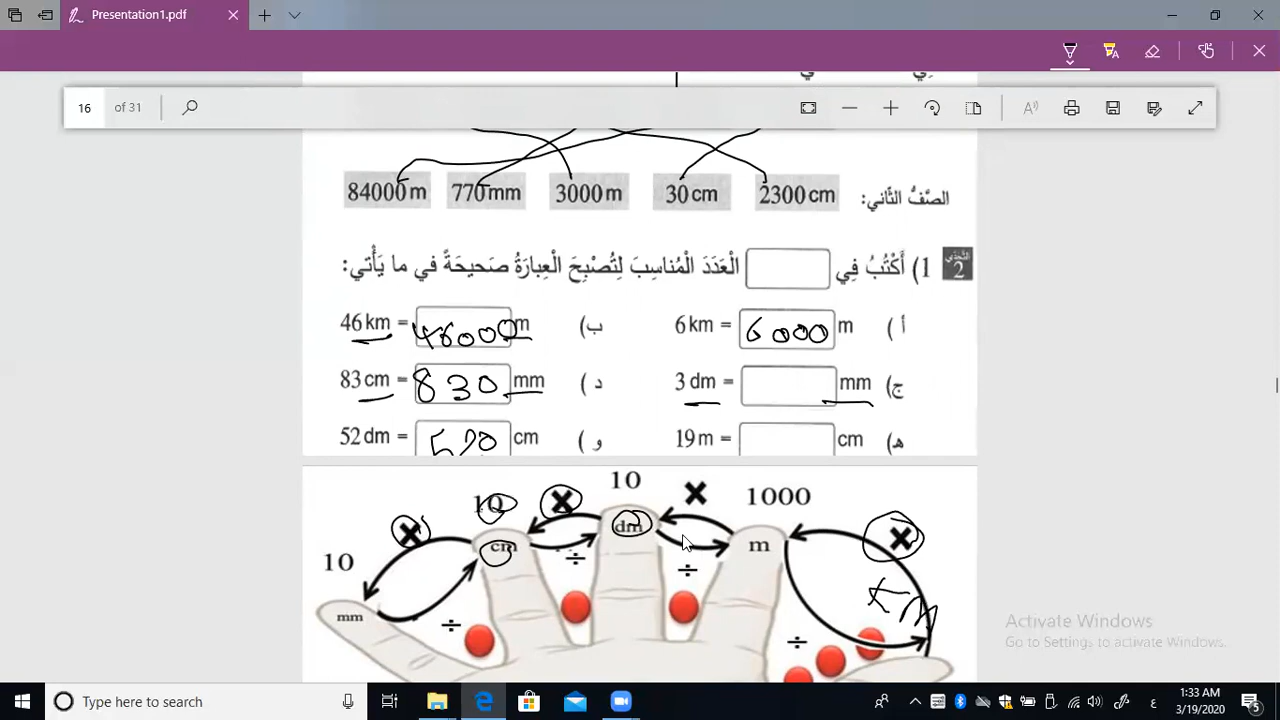 Presentation1.pdf
16 of 31
84000 m 770 mm 3000 m 30 cm 2300 cm الصَّفُّ الثَّاني:
التَّحَدّي 2 1) أَكْتُبُ فِي الْعَدَدَ الْمُناسِبَ لِتُصْبِحَ الْعِبارَةُ صَحيحَةً في ما يَأْتي:
أ) 6 km = 6000 m
ب) 46 km = 46000 m
ج) 3 dm = mm
د) 83 cm = 830 mm
هـ) 19 m = cm
و) 52 dm = 520 cm
10 10 × 1000
10 × × ×
mm cm dm m Km
÷ ÷ ÷ ÷
Activate Windows
Go to Settings to activate Windows.
Type here to search
ع
1:33 AM
3/19/2020
5